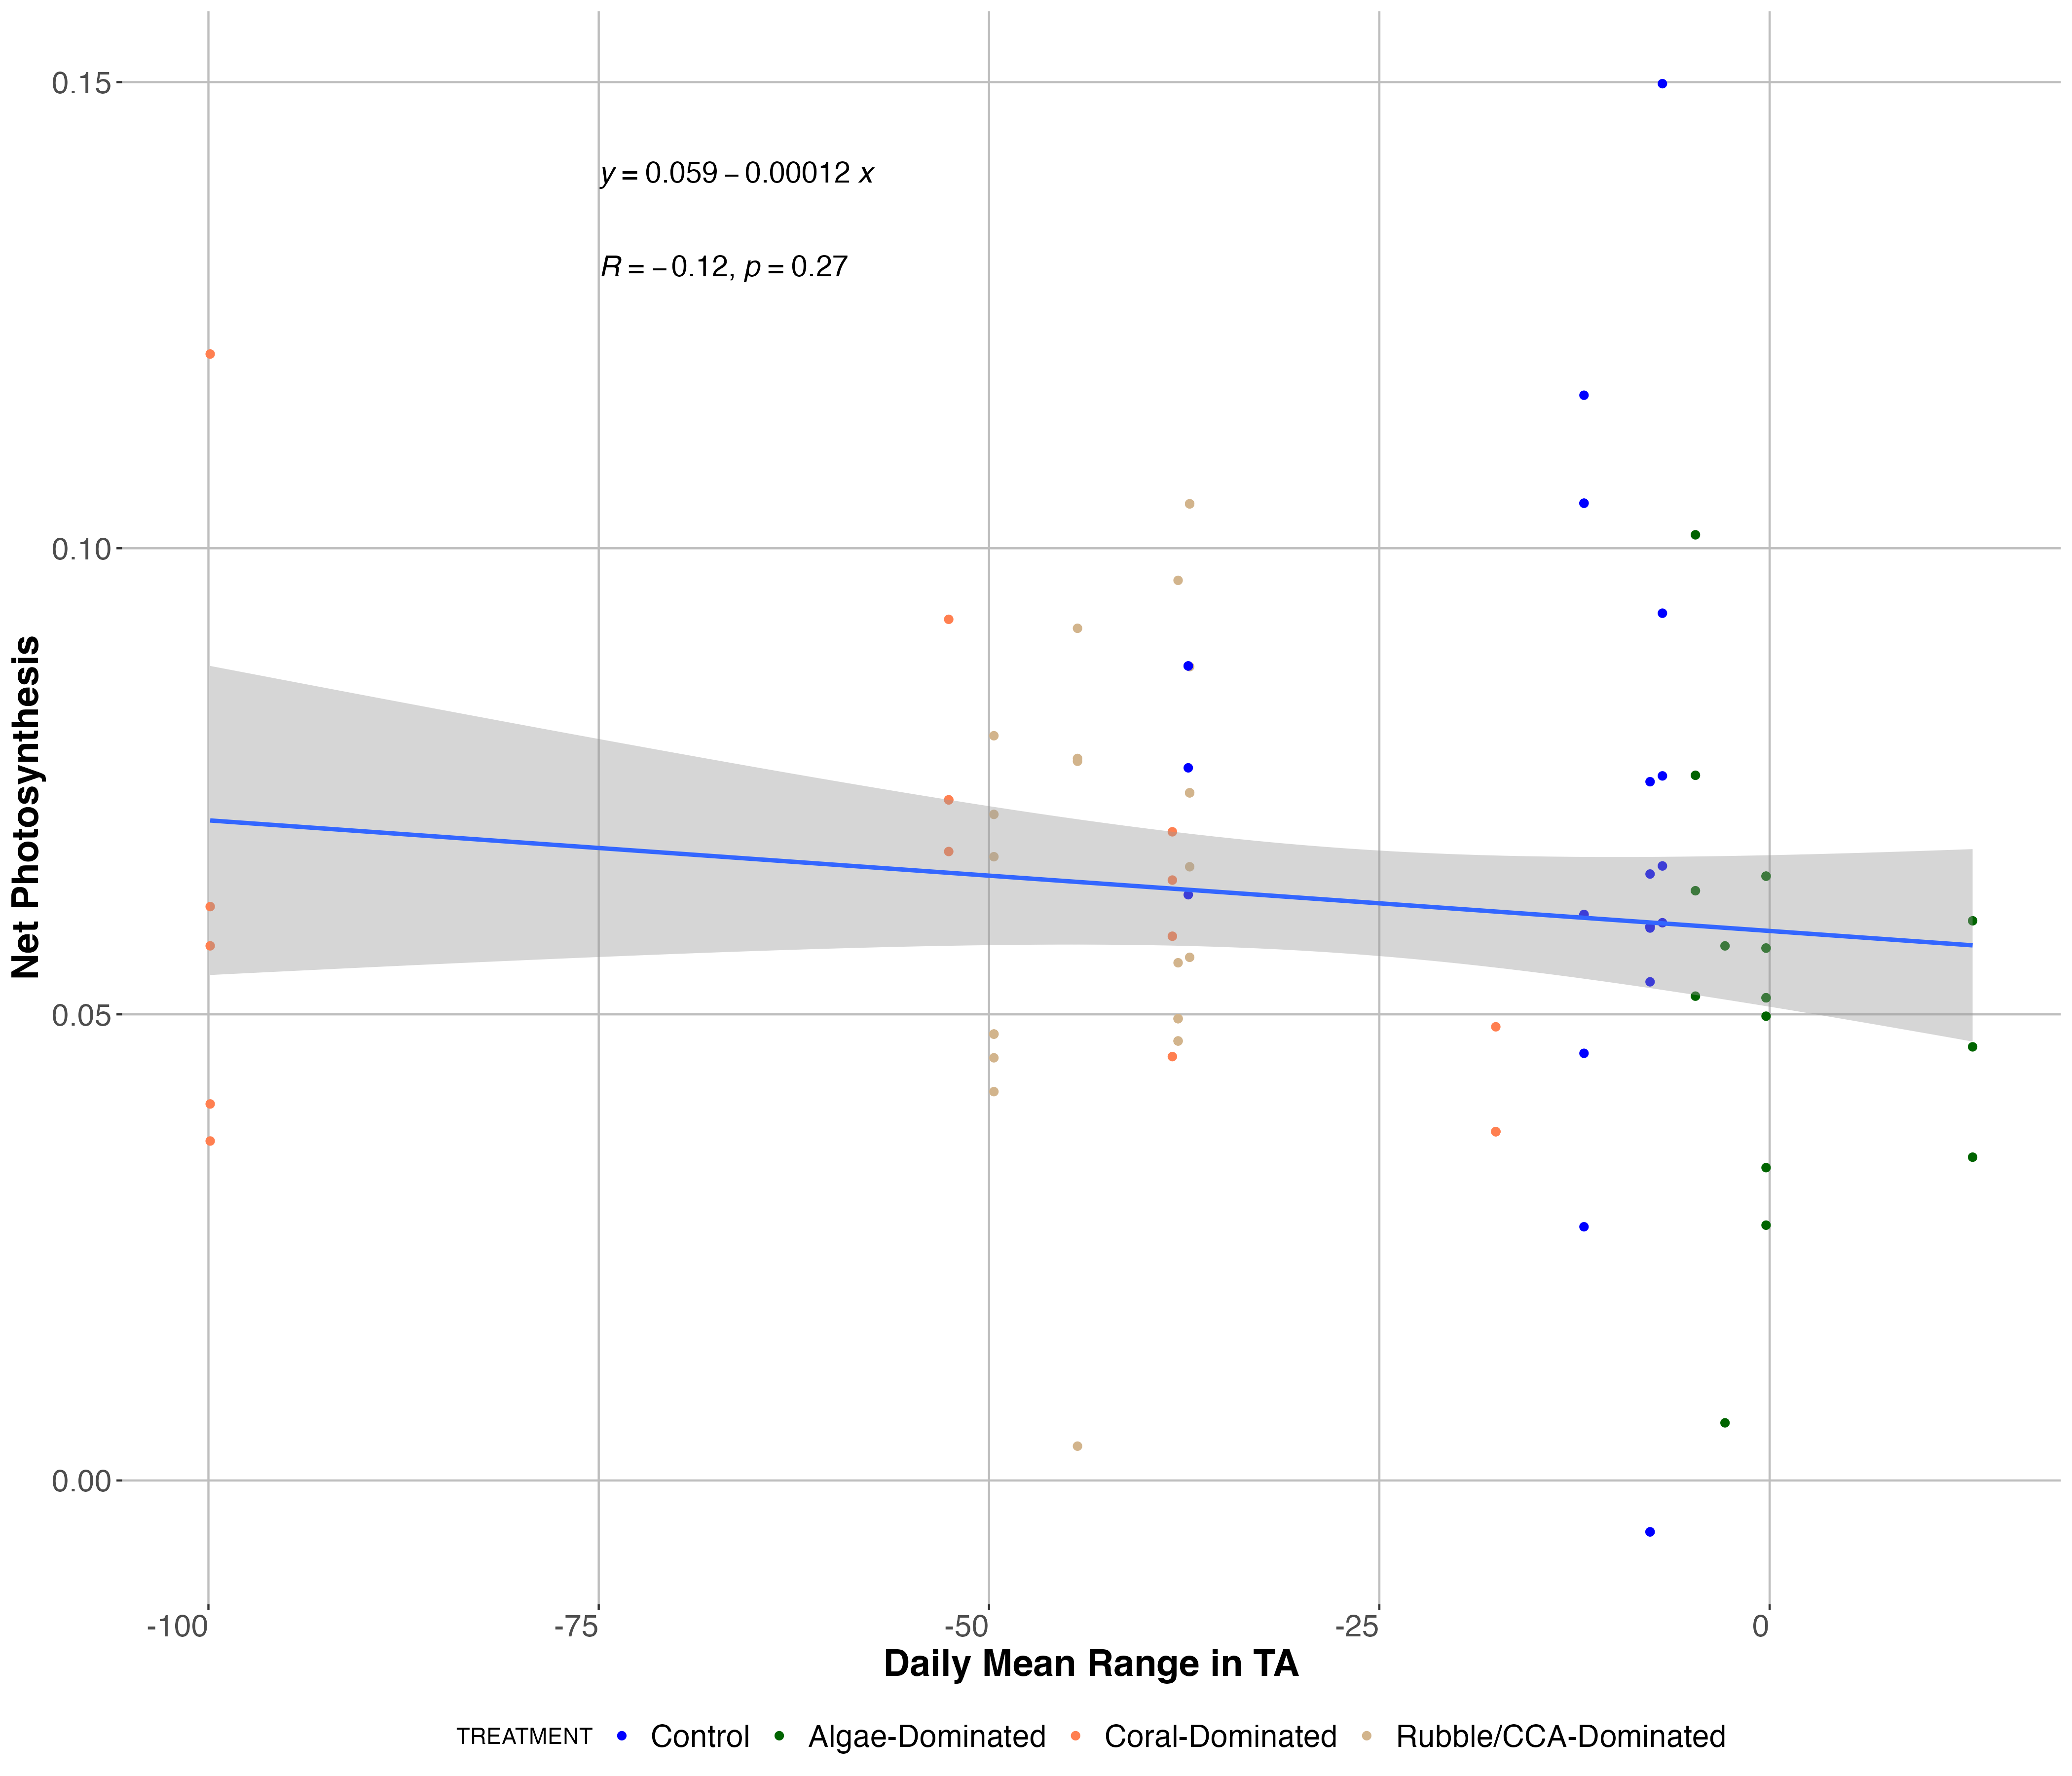 0.15
y = 0.059 − 0.00012 x
R = −0.12, p = 0.27
0.10
Net Photosynthesis
0.05
0.00
-100 -75 -50 -25 0
Daily Mean Range in TA
TREATMENT Control Algae-Dominated Coral-Dominated Rubble/CCA-Dominated